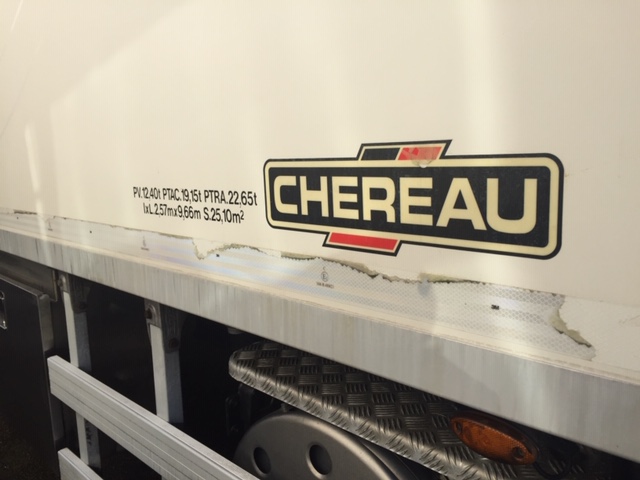 PV.12,40t PTAC.19,15t PTRA.22,65t
lxL.2,57mx9,66m S.25,10m²
CHEREAU